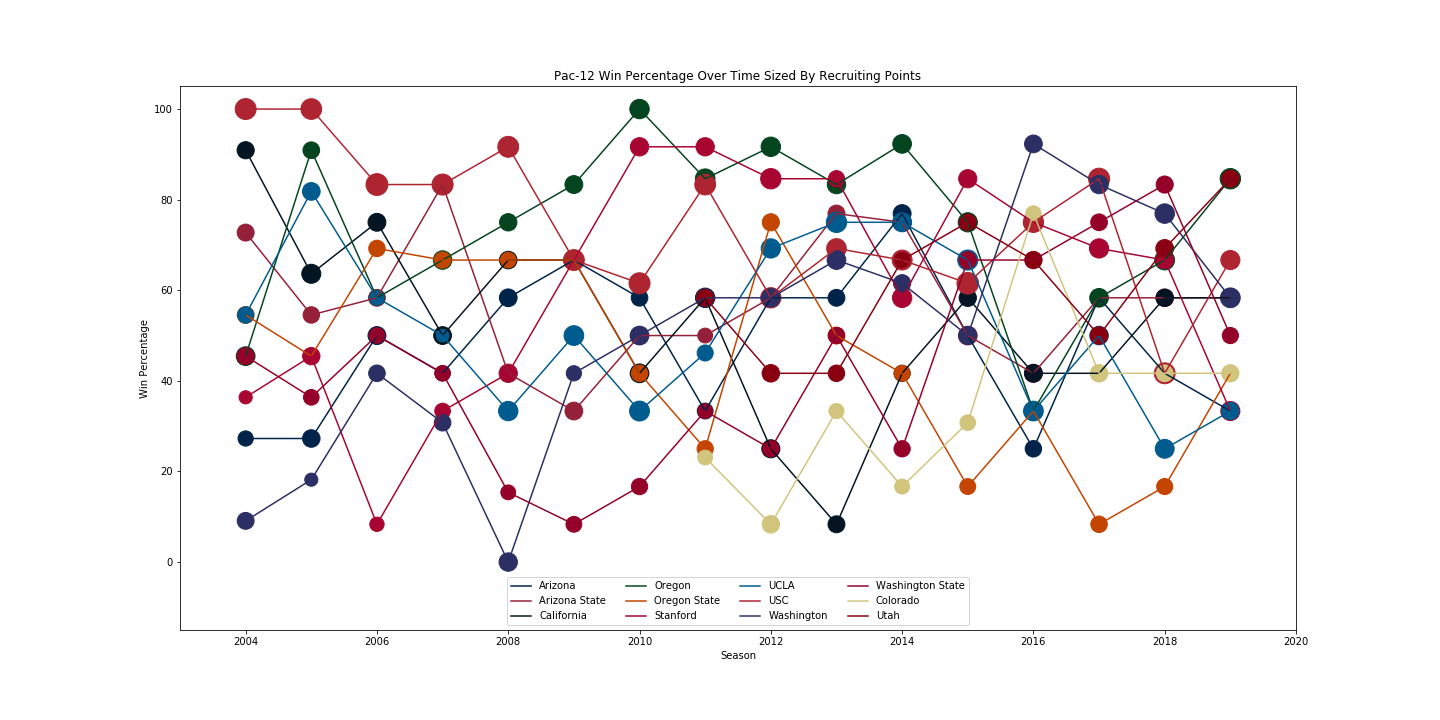 Pac-12 Win Percentage Over Time Sized By Recruiting Points
100
80
60
40
20
0
Win Percentage
Arizona
Arizona State
California
Oregon
Oregon State
Stanford
UCLA
USC
Washington
Washington State
Colorado
Utah
2004 2006 2008 2010 2012 2014 2016 2018 2020
Season